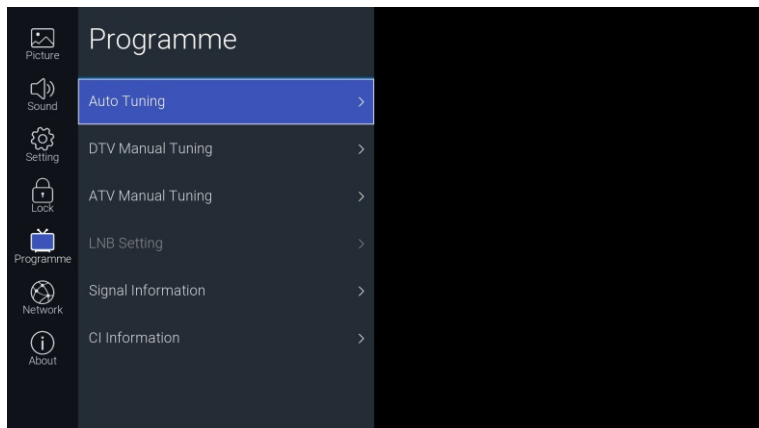 Programme
Picture
Sound
Setting
Lock
Programme
Network
About
Auto Tuning
DTV Manual Tuning
ATV Manual Tuning
LNB Setting
Signal Information
CI Information